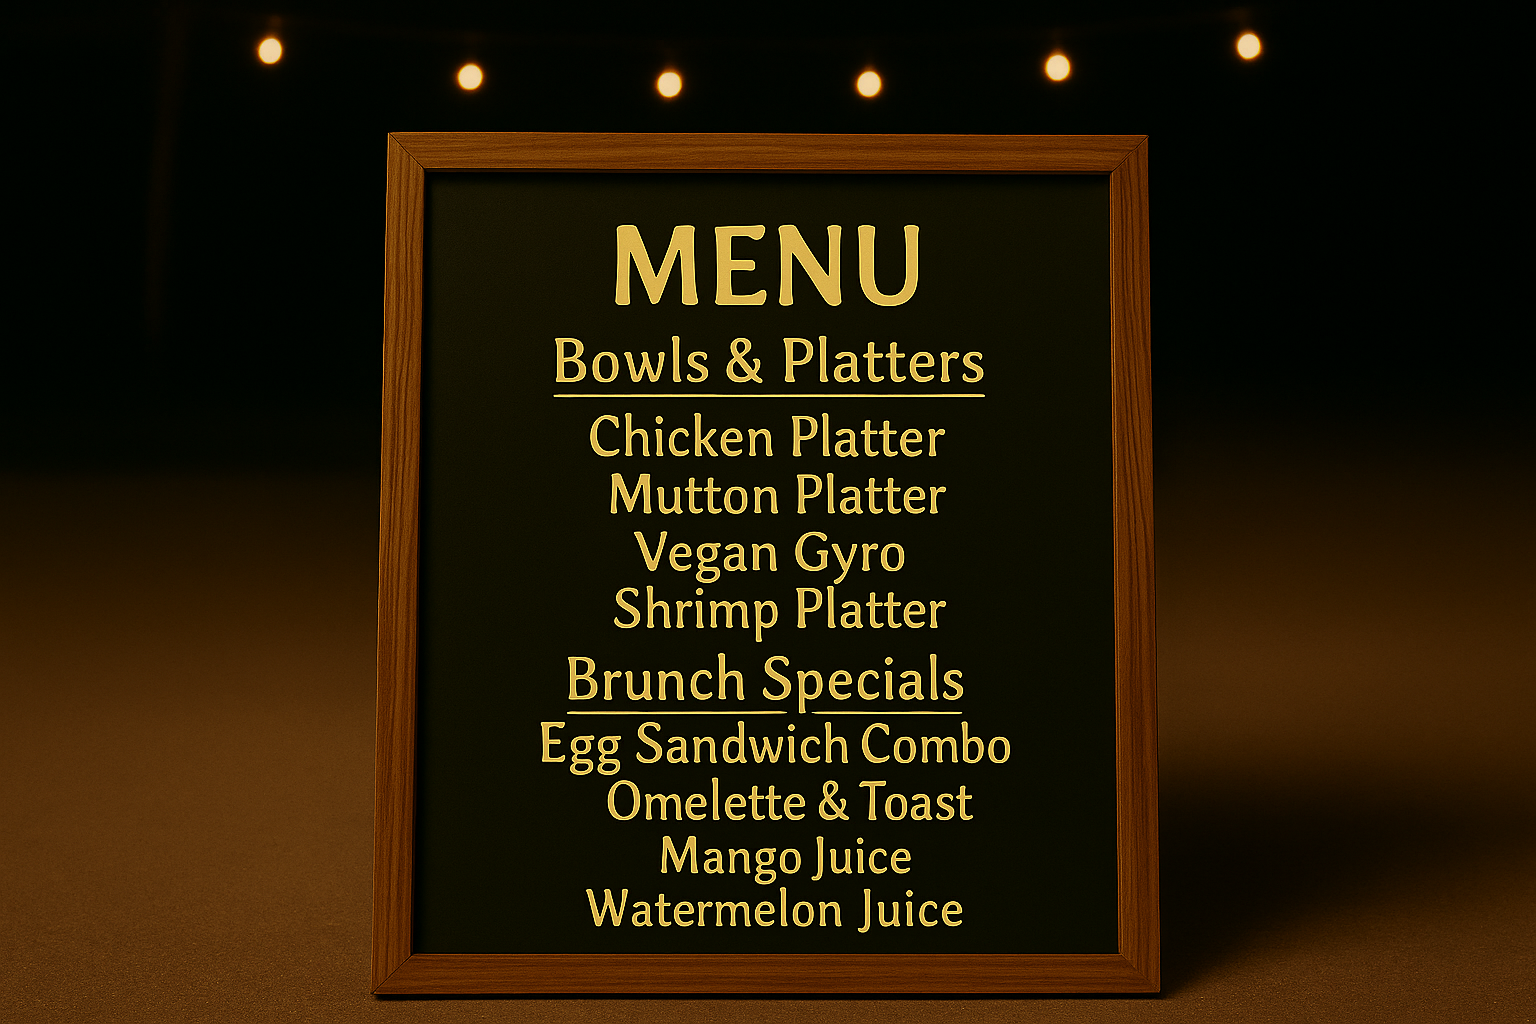 MENU
Bowls & Platters
Chicken Platter
Mutton Platter
Vegan Gyro
Shrimp Platter
Brunch Specials
Egg Sandwich Combo
Omelette & Toast
Mango Juice
Watermelon Juice